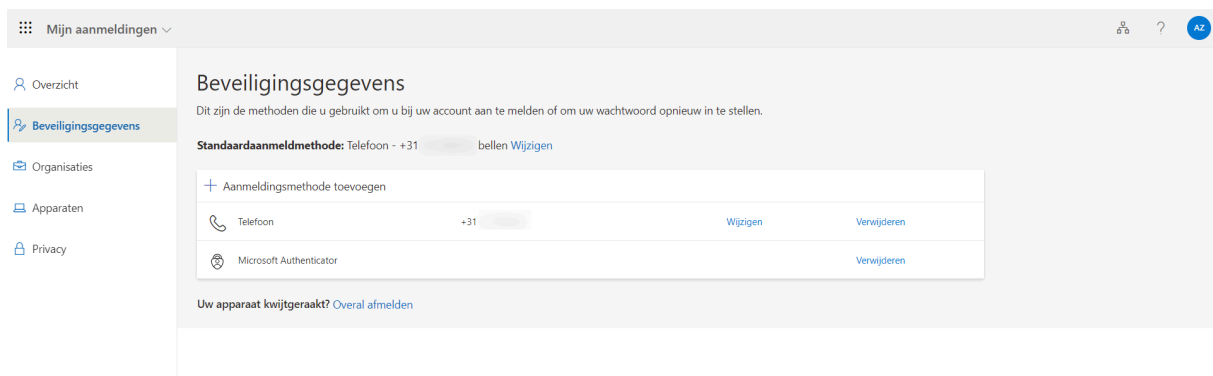 Mijn aanmeldingen
? AZ
Overzicht
Beveiligingsgegevens
Organisaties
Apparaten
Privacy
Beveiligingsgegevens
Dit zijn de methoden die u gebruikt om u bij uw account aan te melden of om uw wachtwoord opnieuw in te stellen.
Standaardaanmeldmethode: Telefoon - +31 bellen Wijzigen
+ Aanmeldingsmethode toevoegen
Telefoon +31 Wijzigen Verwijderen
Microsoft Authenticator Verwijderen
Uw apparaat kwijtgeraakt? Overal afmelden